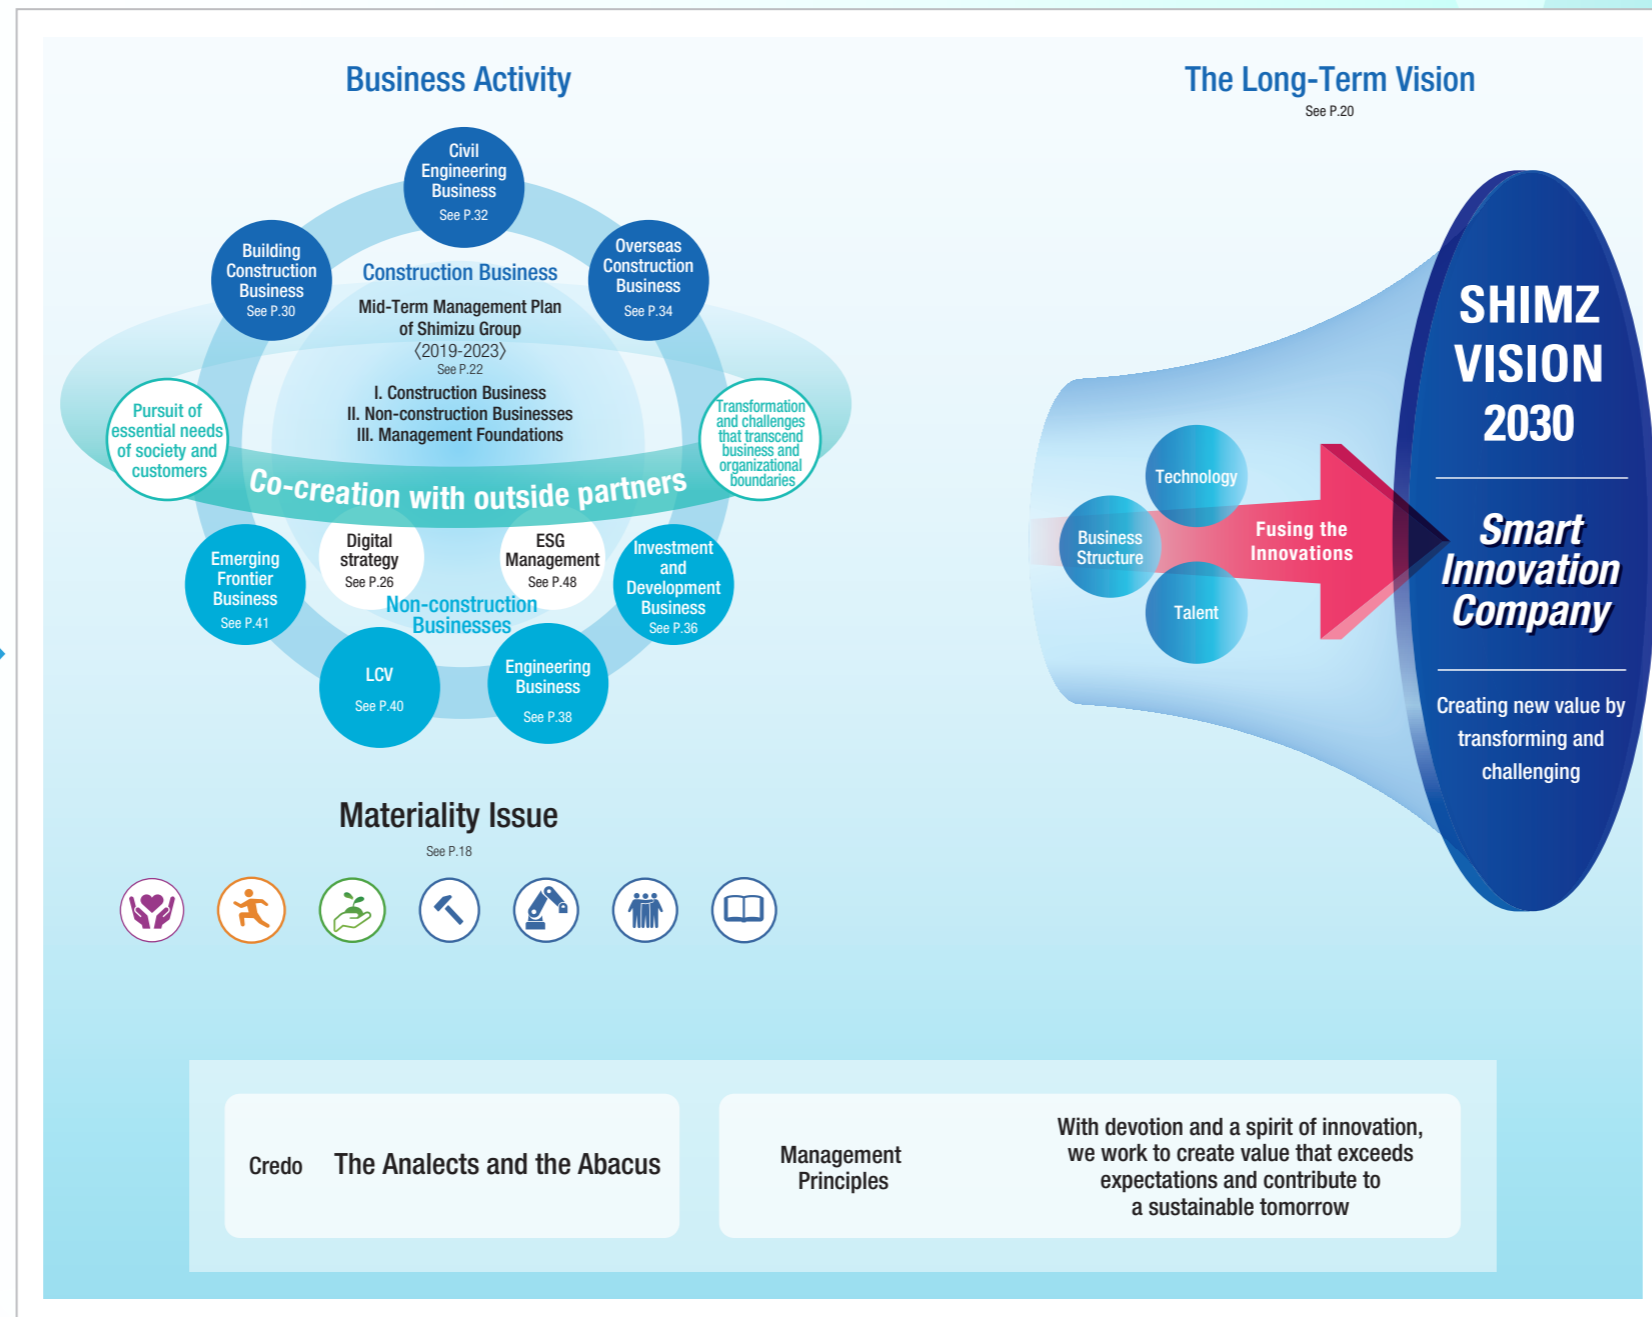 Business Activity
Civil
Engineering
Business
See P.32
Building
Construction
Business
See P.30
Overseas
Construction
Business
See P.34
Construction Business
Mid-Term Management Plan
of Shimizu Group
〈2019-2023〉
See P.22
I. Construction Business
II. Non-construction Businesses
III. Management Foundations
Pursuit of
essential needs
of society and
customers
Transformation
and challenges
that transcend
business and
organizational
boundaries
Co-creation with outside partners
Digital
strategy
See P.26
ESG
Management
See P.48
Emerging
Frontier
Business
See P.41
Investment
and
Development
Business
See P.36
Non-construction
Businesses
LCV
See P.40
Engineering
Business
See P.38
Materiality Issue
See P.18
The Long-Term Vision
See P.20
Technology
Business
Structure
Talent
Fusing the
Innovations
SHIMZ
VISION
2030
Smart
Innovation
Company
Creating new value by
transforming and
challenging
Credo
The Analects and the Abacus
Management
Principles
With devotion and a spirit of innovation,
we work to create value that exceeds
expectations and contribute to
a sustainable tomorrow